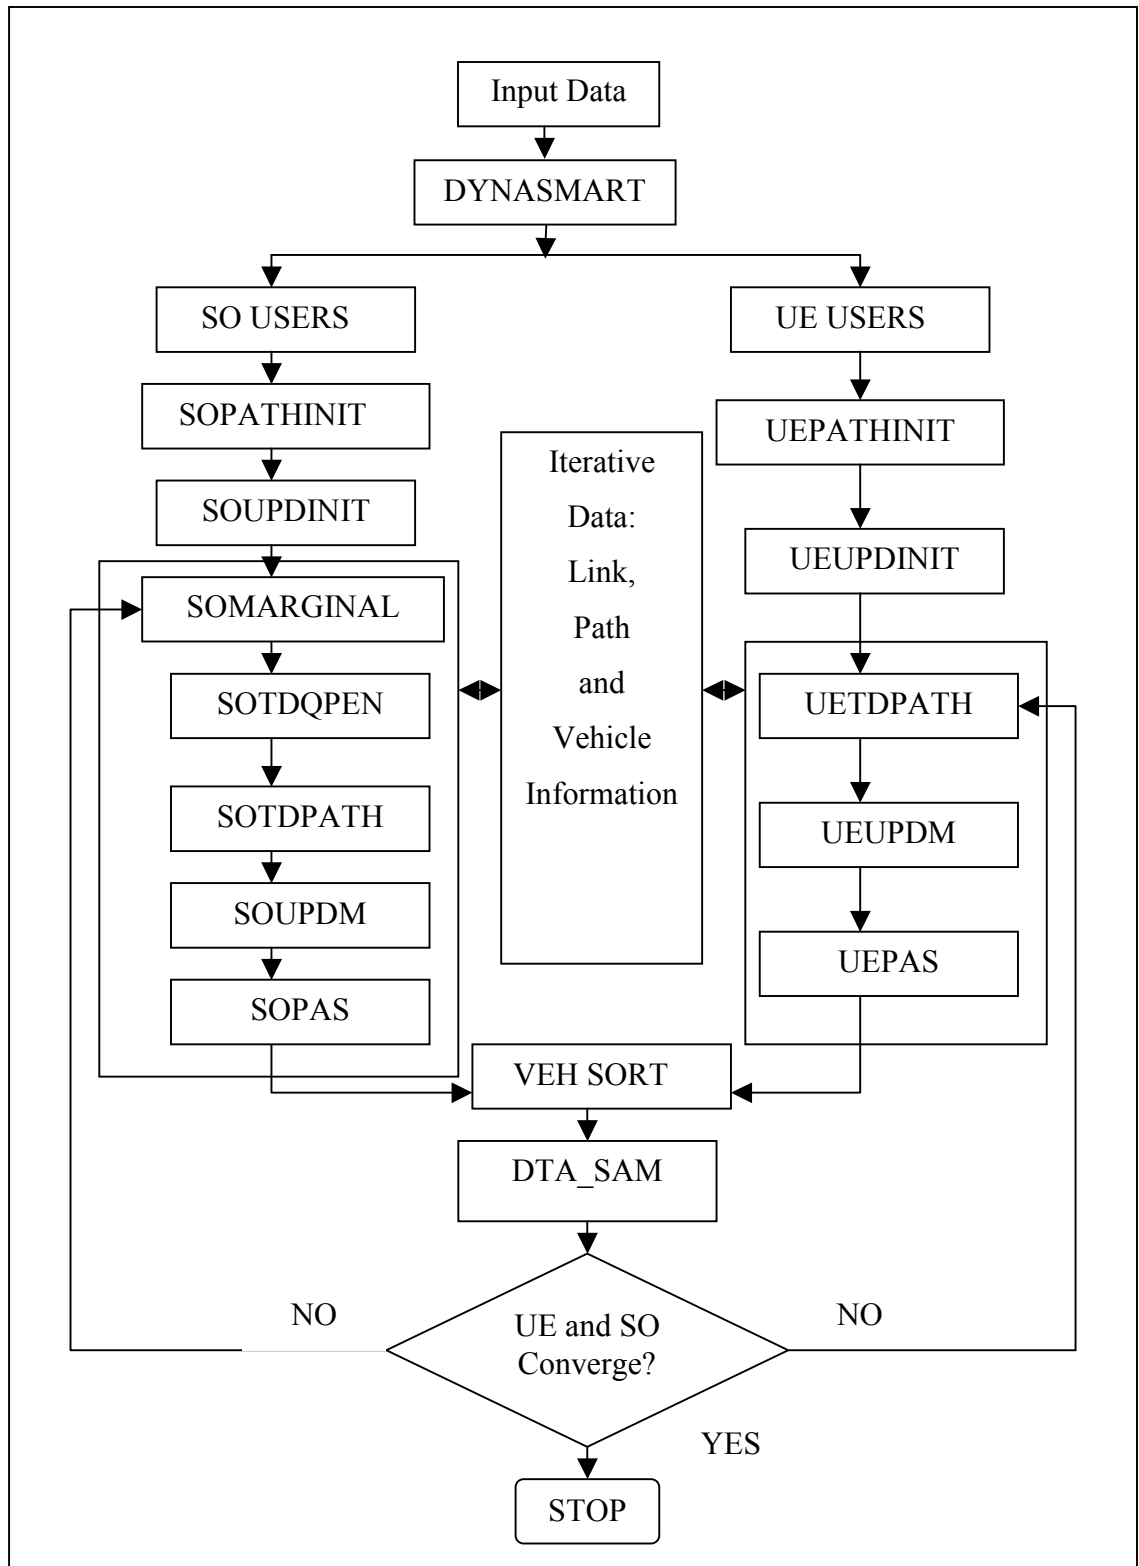 Input Data
DYNASMART
SO USERS
UE USERS
SOPATHINIT
UEPATHINIT
SOUPDINIT
UEUPDINIT
SOMARGINAL
SOTDQPEN
SOTDPATH
SOUPDM
SOPAS
Iterative
Data:
Link,
Path
and
Vehicle
Information
UETDPATH
UEUPDM
UEPAS
VEH SORT
DTA_SAM
NO
UE and SO
Converge?
NO
YES
STOP